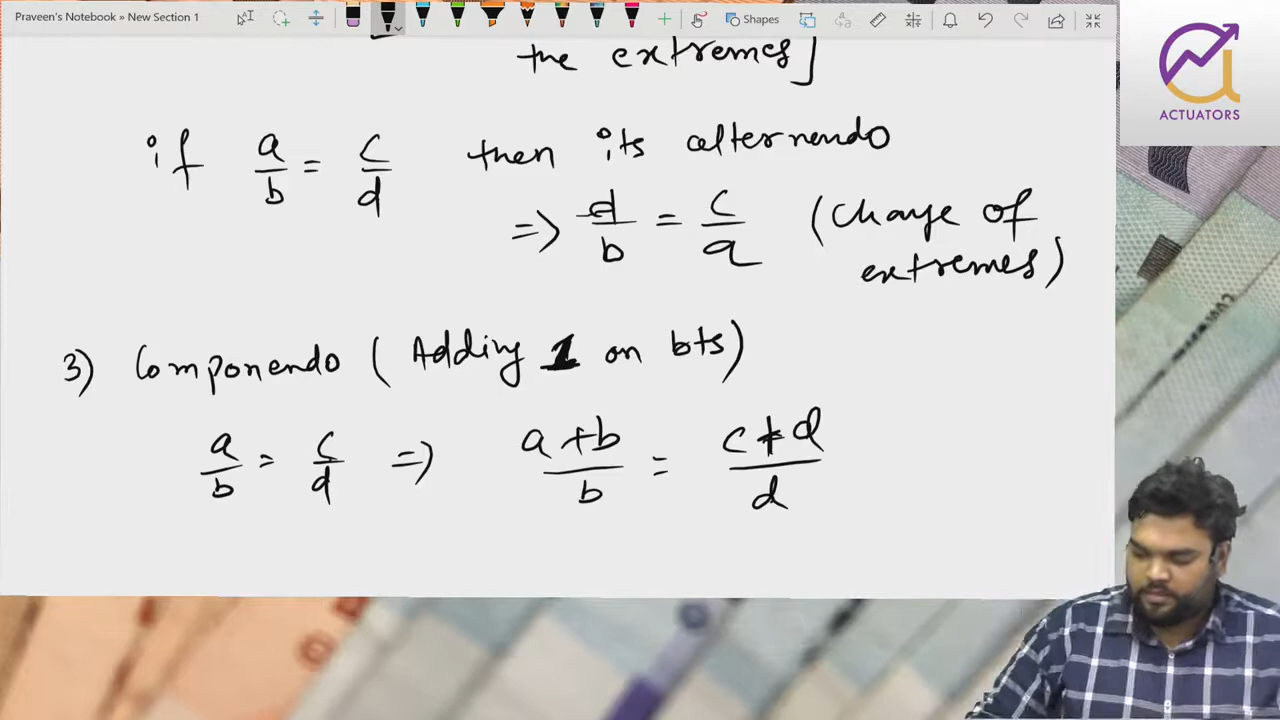 Praveen's Notebook » New Section 1
Shapes
ACTUATORS
the extremes]
if a/b = c/d then its alternendo
=> d/b = c/a (Change of
extremes)
3) Componendo (Adding 1 on bts)
a/b = c/d => a+b/b = c+d/d